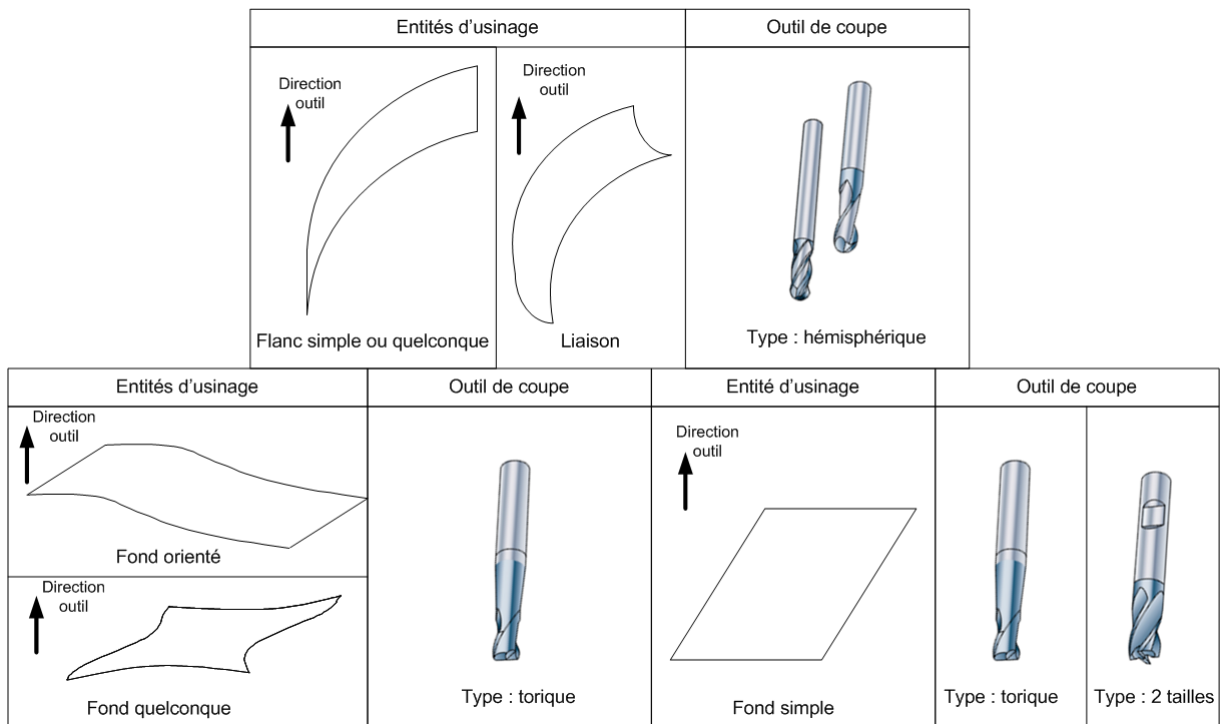 Entités d'usinage
Outil de coupe
Direction
outil
Direction
outil
Flanc simple ou quelconque
Liaison
Type : hémisphérique
Entités d'usinage
Outil de coupe
Entité d'usinage
Outil de coupe
Direction
outil
Fond orienté
Direction
outil
Fond quelconque
Type : torique
Direction
outil
Fond simple
Type : torique
Type : 2 tailles